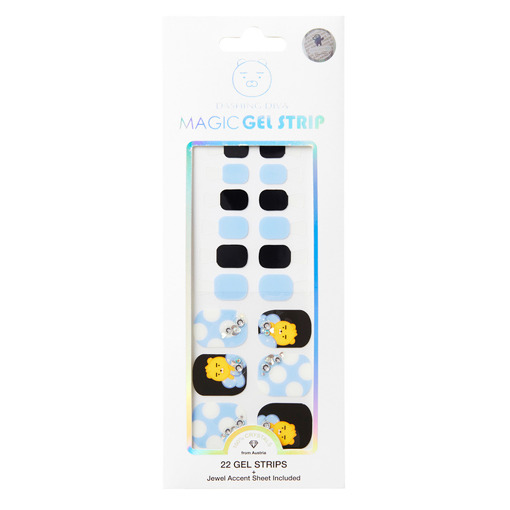 DASHING DIVA
MAGIC GEL STRIP
from Austria
22 GEL STRIPS
+
Jewel Accent Sheet Included